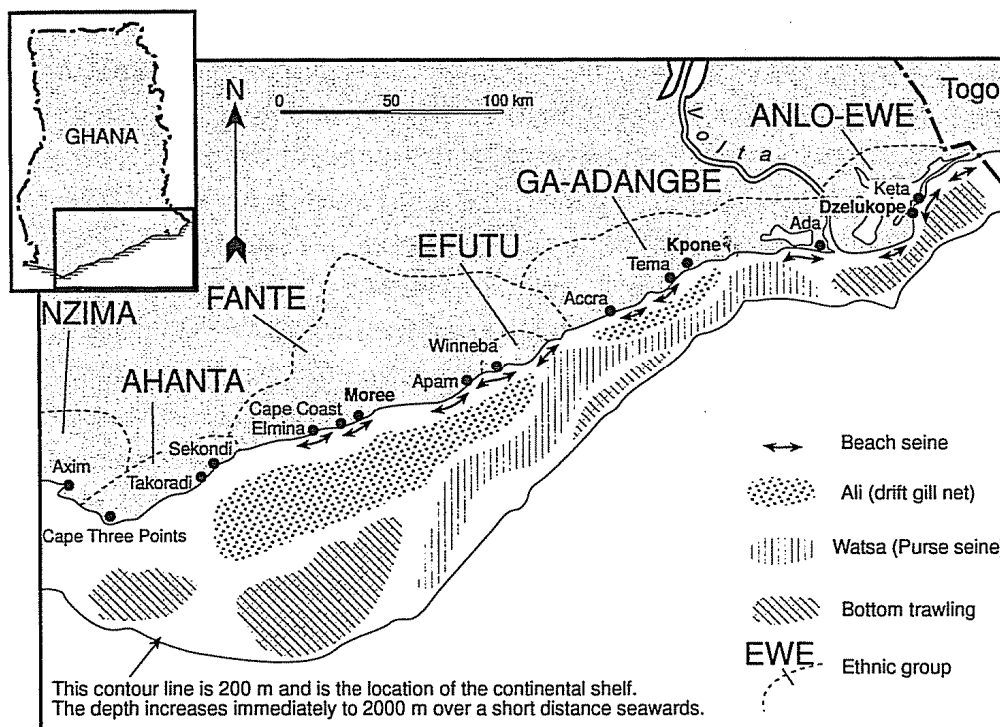 GHANA
N
0 50 100 km
Volta
Togo
ANLO-EWE
Keta
Dzelukope
GA-ADANGBE
Ada
Kpone
Tema
EFUTU
Accra
FANTE
NZIMA
Winneba
AHANTA
Apam
Moree
Cape Coast
Elmina
Sekondi
Axim
Takoradi
Cape Three Points
Beach seine
Ali (drift gill net)
Watsa (Purse seine
Bottom trawling
EWE
Ethnic group
This contour line is 200 m and is the location of the continental shelf.
The depth increases immediately to 2000 m over a short distance seawards.